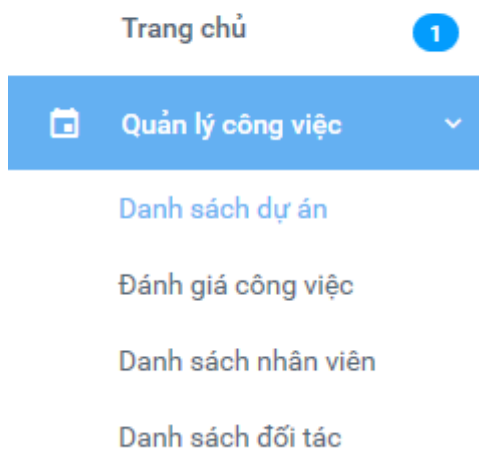 Trang chủ 1
Quản lý công việc
Danh sách dự án
Đánh giá công việc
Danh sách nhân viên
Danh sách đối tác